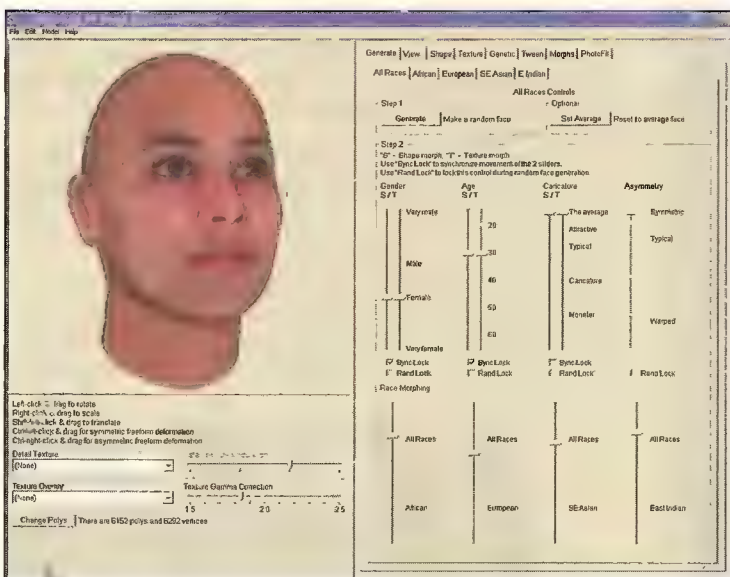 File Edit Model Help
Generate View Shape Texture Genetic Tween Morphs PhotoFit
All Races African European SE Asian E Indian
All Races Controls
Step 1
Optional
Generate Make a random face
Set Average Reset to average face
Step 2
"S" - Shape morph, "T" - Texture morph
Use "Sync Lock" to synchronize movement of the 2 sliders.
Use "Rand Lock" to lock this control during random face generation
Gender Age Caricature Asymmetry
S / T S / T S / T
Very male
Male
Female
Very female
20
30
40
50
60
The average
Attractive
Typical
Caricature
Monster
Symmetric
Typical
Warped
Sync Lock Sync Lock Sync Lock
Rand Lock Rand Lock Rand Lock Rand Lock
Race Morphing
All Races All Races All Races All Races
African European SE Asian East Indian
Left-click & drag to rotate
Right-click & drag to scale
Shift-left-click & drag to translate
Ctrl-left-click & drag for symmetric freeform deformation
Ctrl-right-click & drag for asymmetric freeform deformation
Detail Texture
(None)
Texture Overlay
(None)
Texture Gamma Correction
1.5 2.0 2.5
Change Polys There are 6152 polys and 6292 vertices